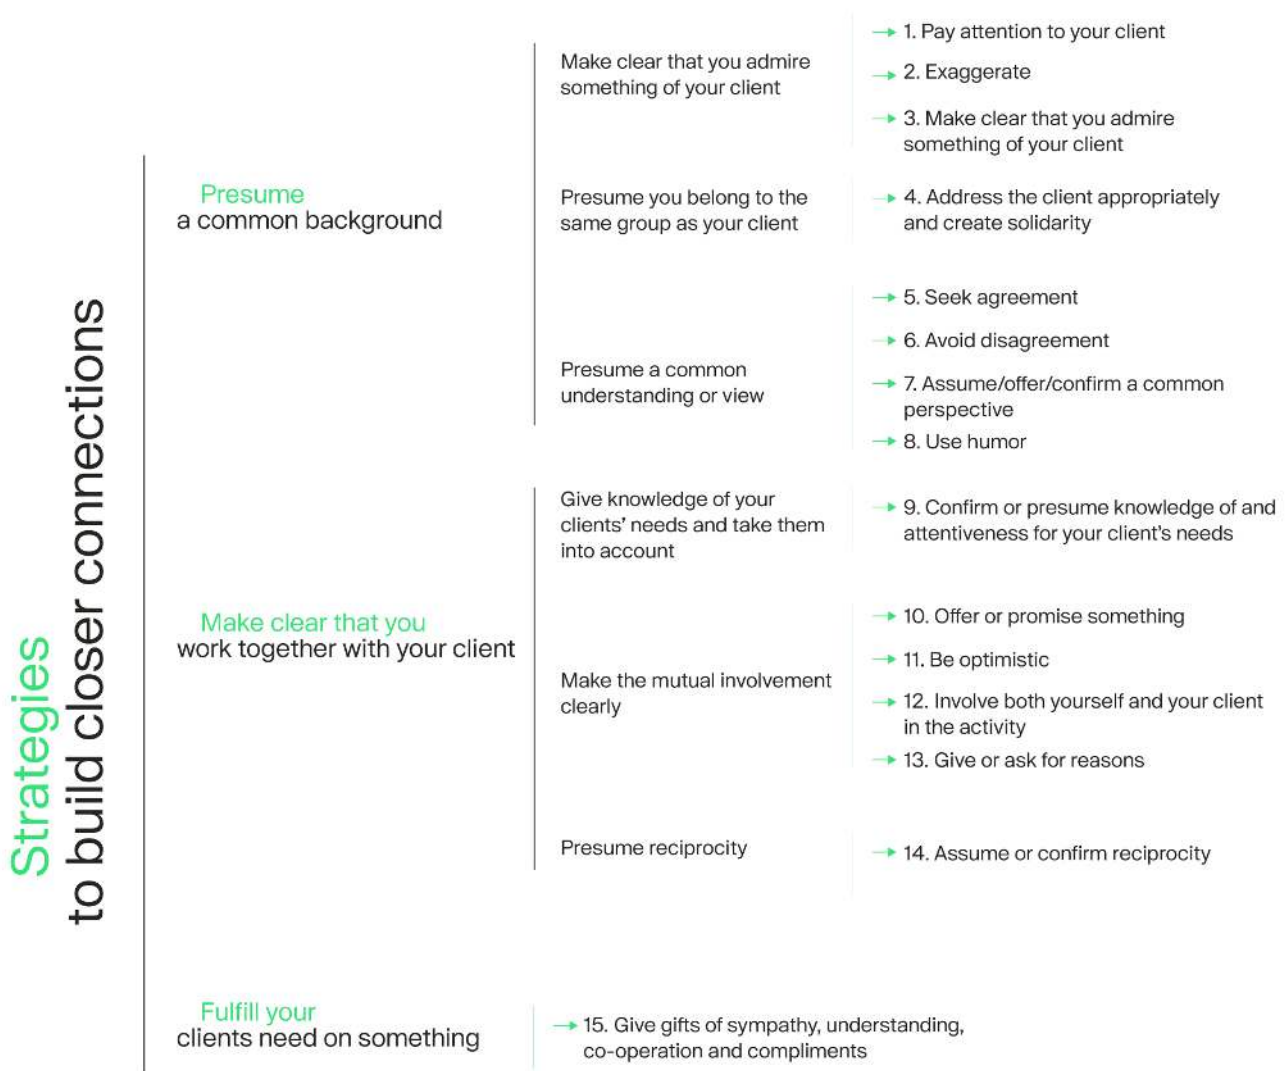 Strategies
to build closer connections
Presume
a common background
Make clear that you admire
something of your client
→ 1. Pay attention to your client
→ 2. Exaggerate
→ 3. Make clear that you admire
something of your client
Presume you belong to the
same group as your client
→ 4. Address the client appropriately
and create solidarity
Presume a common
understanding or view
→ 5. Seek agreement
→ 6. Avoid disagreement
→ 7. Assume/offer/confirm a common
perspective
→ 8. Use humor
Make clear that you
work together with your client
Give knowledge of your
clients' needs and take them
into account
→ 9. Confirm or presume knowledge of and
attentiveness for your client's needs
Make the mutual involvement
clearly
→ 10. Offer or promise something
→ 11. Be optimistic
→ 12. Involve both yourself and your client
in the activity
→ 13. Give or ask for reasons
Presume reciprocity
→ 14. Assume or confirm reciprocity
Fulfill your
clients need on something
→ 15. Give gifts of sympathy, understanding,
co-operation and compliments